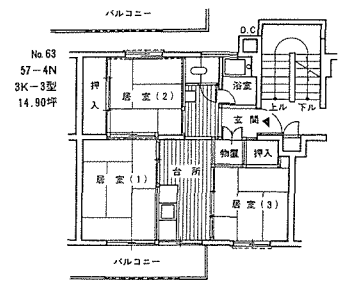 バルコニー
No.63
57-4N
3K-3型
14.90坪
D.C
押入
居室(2)
浴室
上ル 下ル
玄関
物置 押入
台所
居室(1)
居室(3)
バルコニー